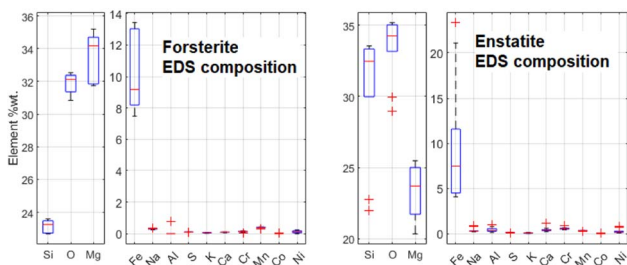 Forsterite
EDS composition
Element %wt.
36
34
32
30
28
26
24
Si O Mg
14
12
10
8
6
4
2
0
Fe Na Al S K Ca Cr Mn Co Ni
Enstatite
EDS composition
35
30
25
20
Si O Mg
20
15
10
5
0
Fe Na Al S K Ca Cr Mn Co Ni